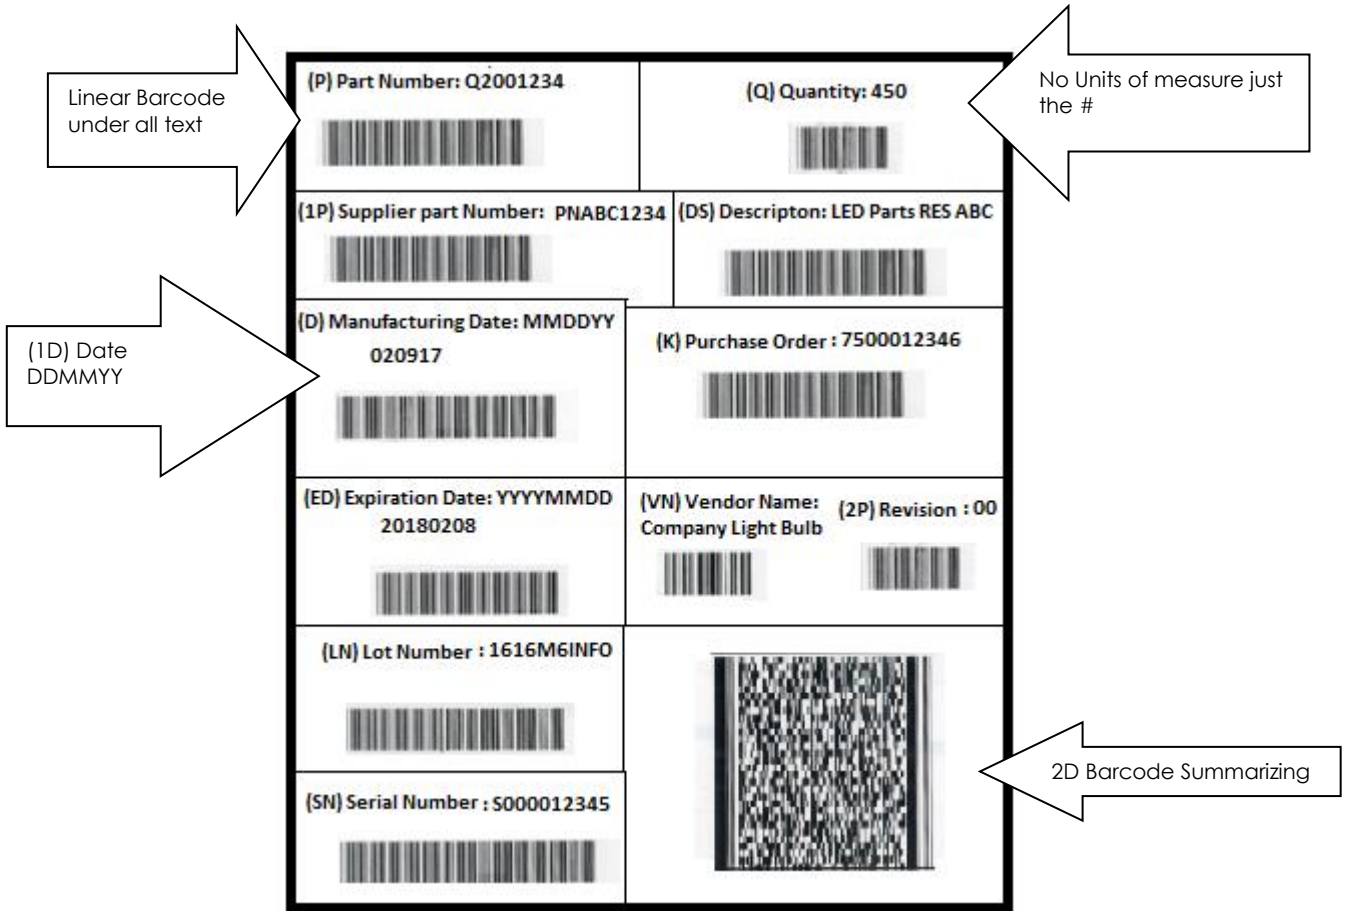 Linear Barcode
under all text
(P) Part Number: Q2001234
(Q) Quantity: 450
No Units of measure just
the #
(1P) Supplier part Number: PNABC1234
(DS) Descripton: LED Parts RES ABC
(1D) Date
DDMMYY
(D) Manufacturing Date: MMDDYY
020917
(K) Purchase Order : 7500012346
(ED) Expiration Date: YYYYMMDD
20180208
(VN) Vendor Name:
Company Light Bulb
(2P) Revision : 00
(LN) Lot Number : 1616M6INFO
2D Barcode Summarizing
(SN) Serial Number : S000012345